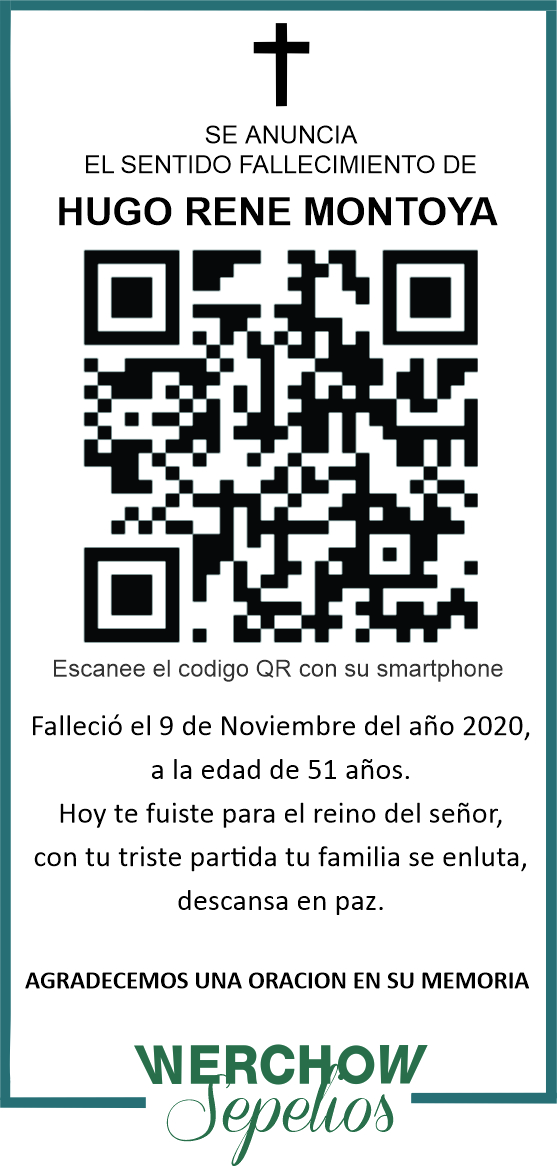 SE ANUNCIA
EL SENTIDO FALLECIMIENTO DE
HUGO RENE MONTOYA
Escanee el codigo QR con su smartphone
Falleció el 9 de Noviembre del año 2020,
a la edad de 51 años.
Hoy te fuiste para el reino del señor,
con tu triste partida tu familia se enluta,
descansa en paz.
AGRADECEMOS UNA ORACION EN SU MEMORIA
WERCHOW
Sepelios